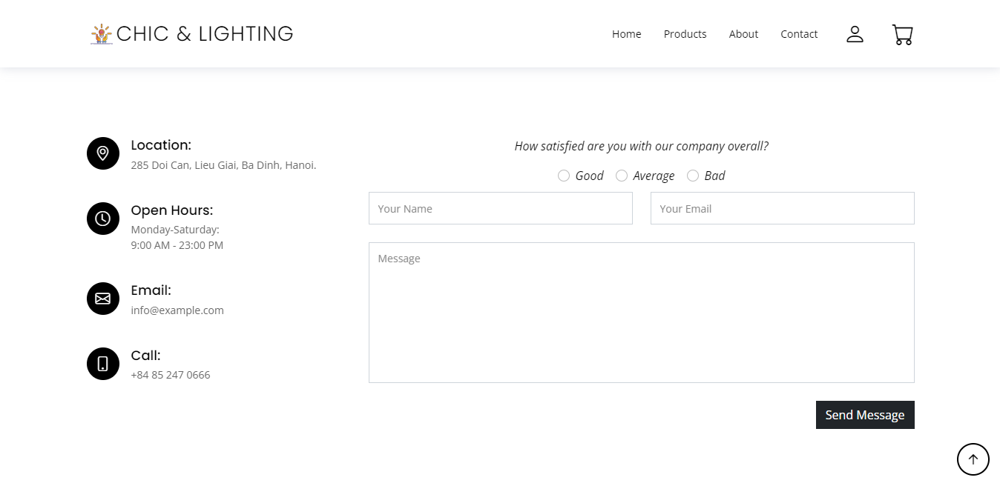 CHIC & LIGHTING
Home Products About Contact
Location:
285 Doi Can, Lieu Giai, Ba Dinh, Hanoi.
Open Hours:
Monday-Saturday:
9:00 AM - 23:00 PM
Email:
info@example.com
Call:
+84 85 247 0666
How satisfied are you with our company overall?
Good Average Bad
Your Name Your Email
Message
Send Message